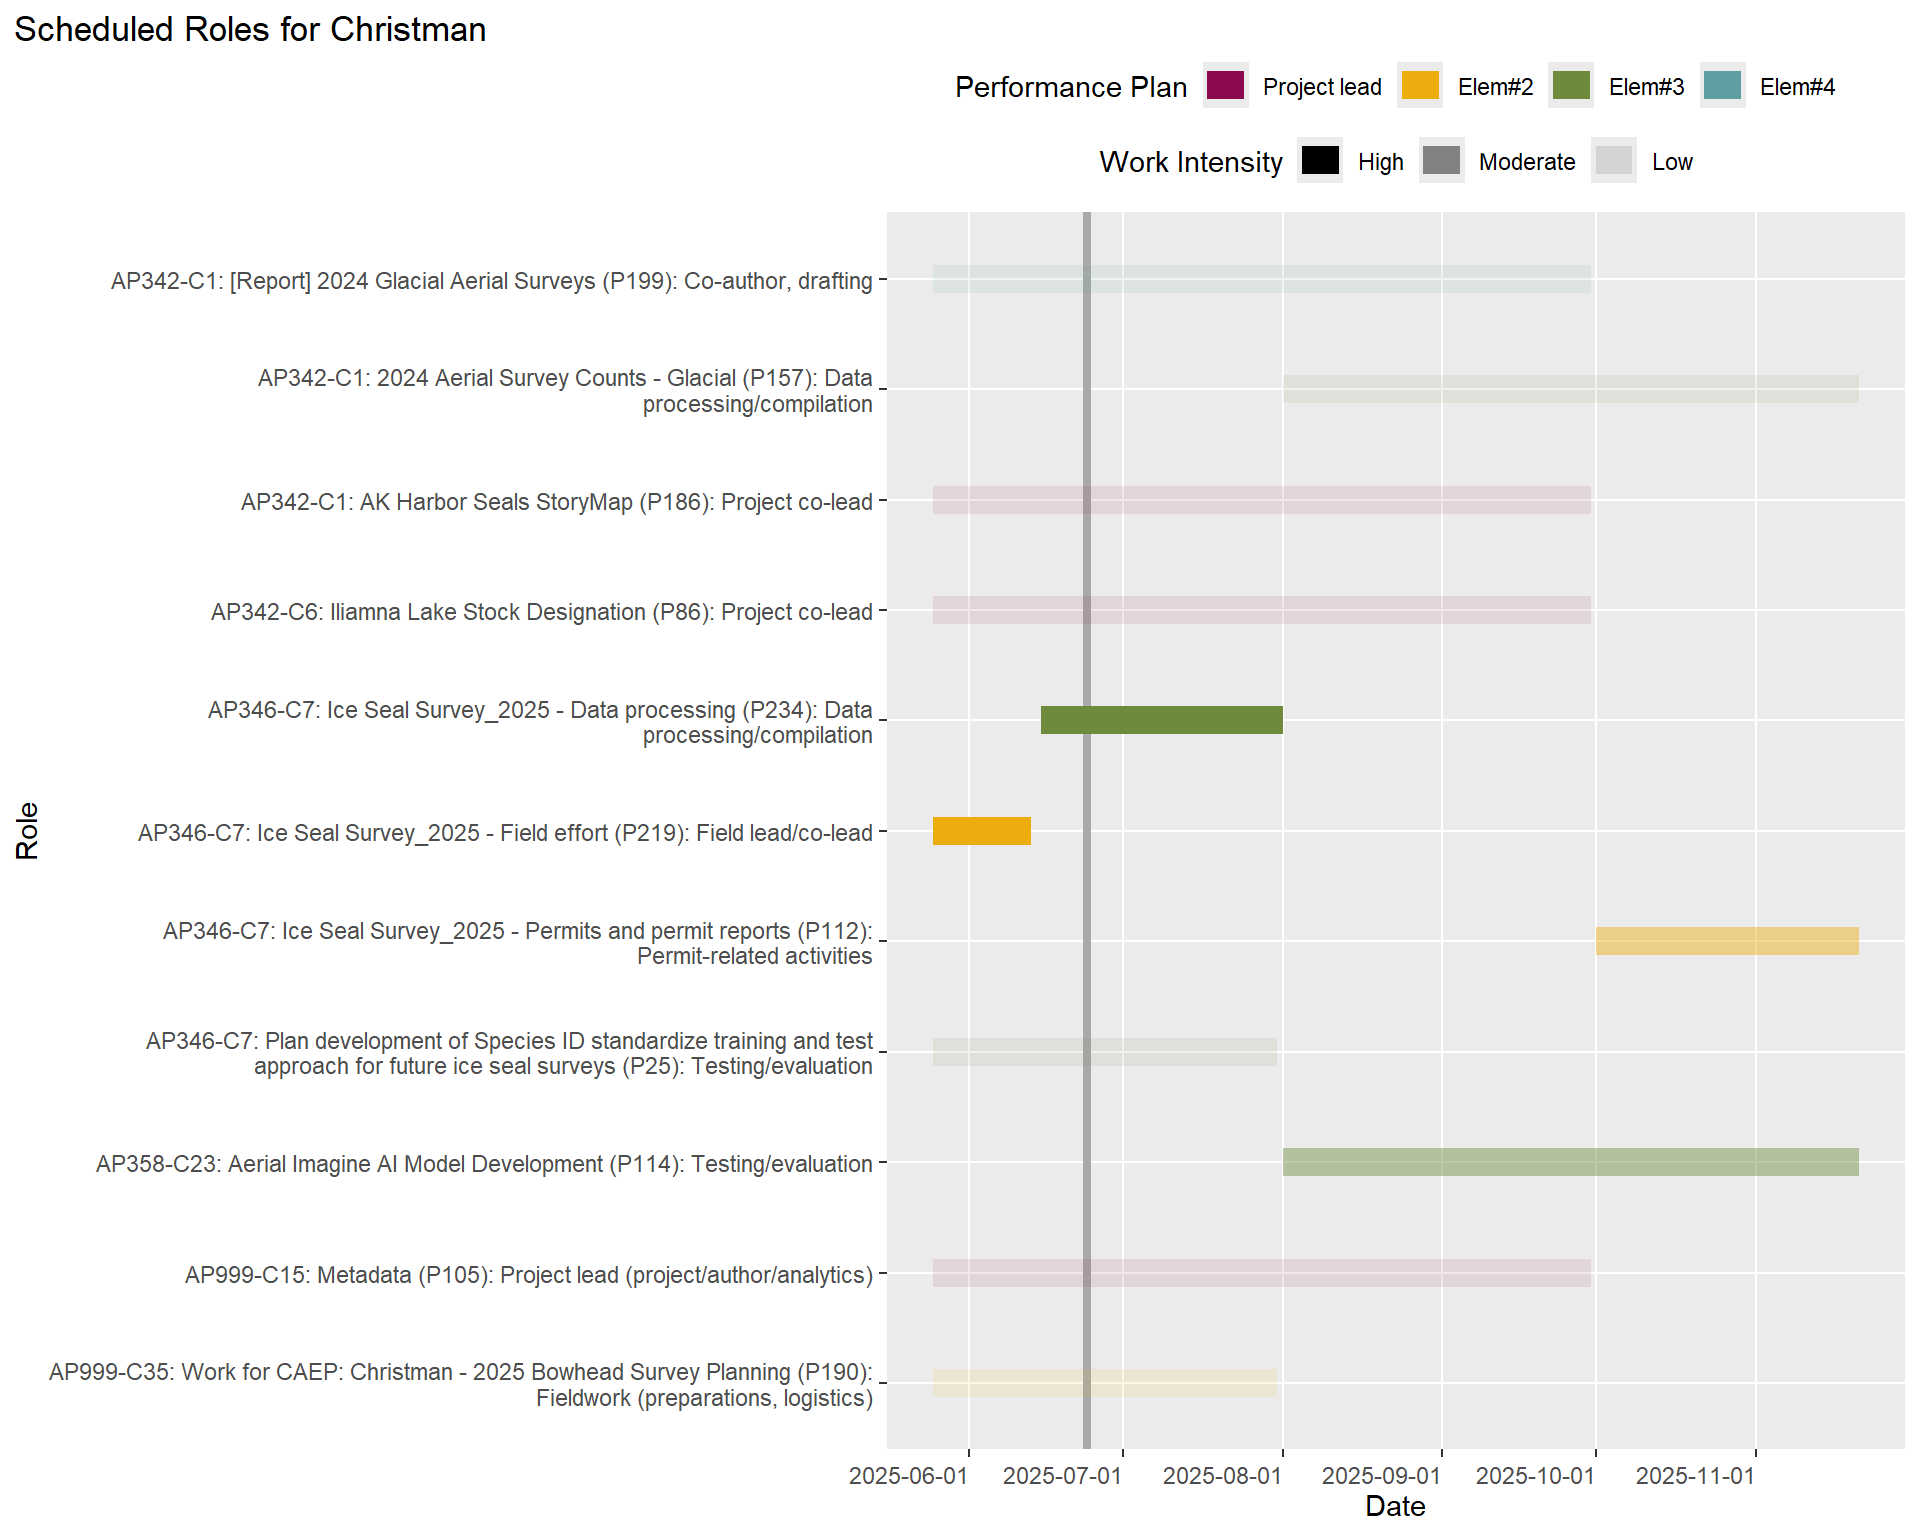 Scheduled Roles for Christman
Performance Plan Project lead Elem#2 Elem#3 Elem#4
Work Intensity High Moderate Low
AP342-C1: [Report] 2024 Glacial Aerial Surveys (P199): Co-author, drafting
AP342-C1: 2024 Aerial Survey Counts - Glacial (P157): Data
processing/compilation
AP342-C1: AK Harbor Seals StoryMap (P186): Project co-lead
AP342-C6: Iliamna Lake Stock Designation (P86): Project co-lead
AP346-C7: Ice Seal Survey_2025 - Data processing (P234): Data
processing/compilation
AP346-C7: Ice Seal Survey_2025 - Field effort (P219): Field lead/co-lead
AP346-C7: Ice Seal Survey_2025 - Permits and permit reports (P112):
Permit-related activities
AP346-C7: Plan development of Species ID standardize training and test
approach for future ice seal surveys (P25): Testing/evaluation
AP358-C23: Aerial Imagine AI Model Development (P114): Testing/evaluation
AP999-C15: Metadata (P105): Project lead (project/author/analytics)
AP999-C35: Work for CAEP: Christman - 2025 Bowhead Survey Planning (P190):
Fieldwork (preparations, logistics)
Role
2025-06-01 2025-07-01 2025-08-01 2025-09-01 2025-10-01 2025-11-01
Date